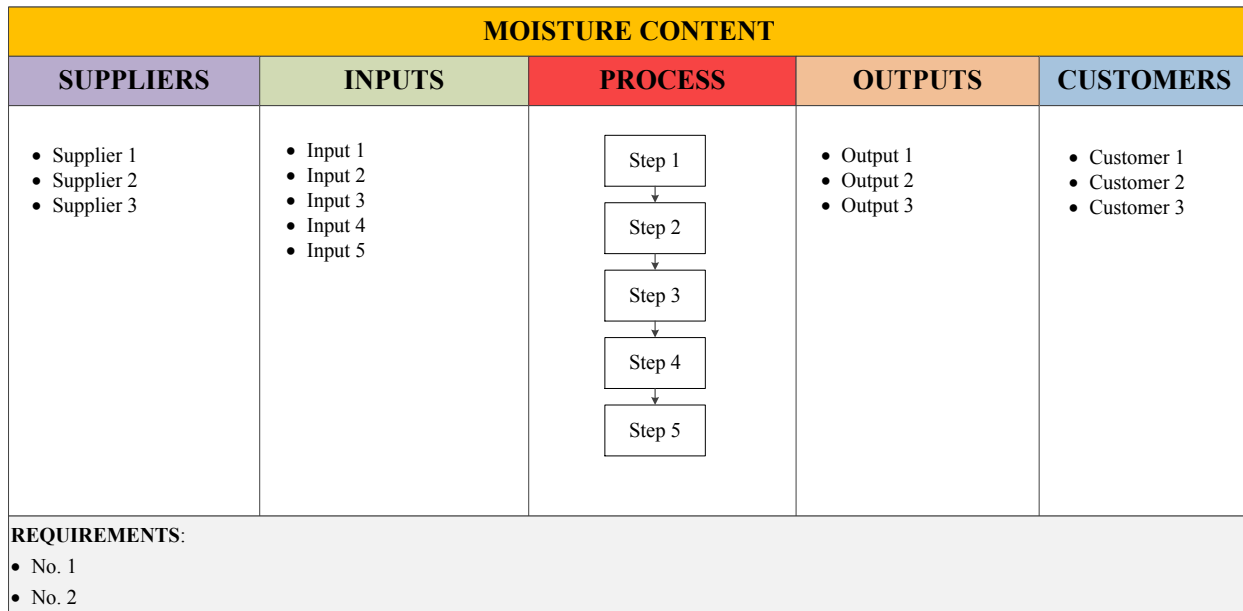 MOISTURE CONTENT
SUPPLIERS
INPUTS
PROCESS
OUTPUTS
CUSTOMERS
• Supplier 1
• Supplier 2
• Supplier 3
• Input 1
• Input 2
• Input 3
• Input 4
• Input 5
Step 1
Step 2
Step 3
Step 4
Step 5
• Output 1
• Output 2
• Output 3
• Customer 1
• Customer 2
• Customer 3
REQUIREMENTS:
• No. 1
• No. 2